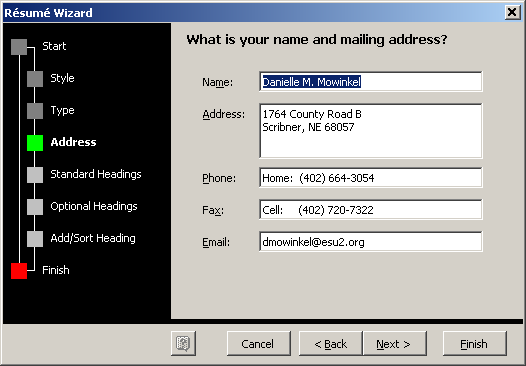 Résumé Wizard
Start
Style
Type
Address
Standard Headings
Optional Headings
Add/Sort Heading
Finish
What is your name and mailing address?
Name: Danielle M. Mowinkel
Address: 1764 County Road B
Scribner, NE 68057
Phone: Home: (402) 664-3054
Fax: Cell: (402) 720-7322
Email: dmowinkel@esu2.org
Cancel < Back Next > Finish